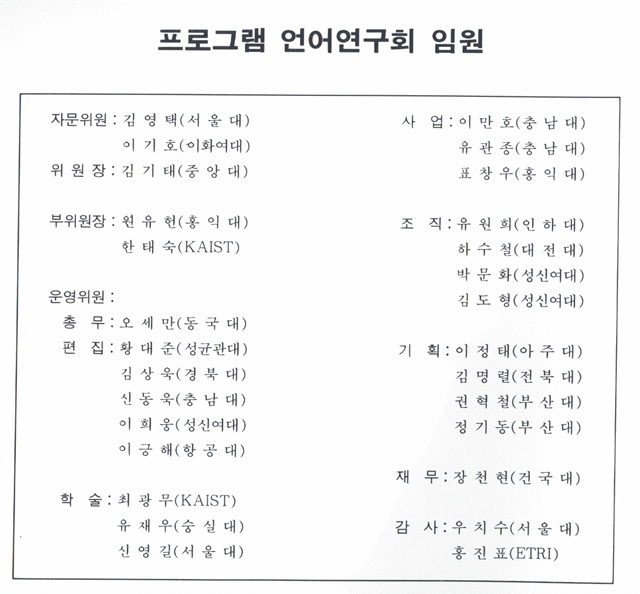 프로그램 언어연구회 임원
자문위원 : 김 영 택(서 울 대)
이 기 호(이화여대)
위 원 장 : 김 기 태(중 앙 대)
부위원장 : 원 유 헌(홍 익 대)
한 태 숙(KAIST)
운영위원 :
총 무 : 오 세 만(동 국 대)
편 집 : 황 대 준(성균관대)
김 상 욱(경 북 대)
신 동 욱(충 남 대)
이 희 웅(성신여대)
이 긍 해(항 공 대)
학 술 : 최 광 무(KAIST)
유 재 우(숭 실 대)
신 영 길(서 울 대)
사 업 : 이 만 호(충 남 대)
유 관 종(충 남 대)
표 창 우(홍 익 대)
조 직 : 유 원 희(인 하 대)
하 수 철(대 전 대)
박 문 화(성신여대)
김 도 형(성신여대)
기 획 : 이 정 태(아 주 대)
김 명 렬(전 북 대)
권 혁 철(부 산 대)
정 기 동(부 산 대)
재 무 : 장 천 현(건 국 대)
감 사 : 우 치 수(서 울 대)
홍 진 표(ETRI)